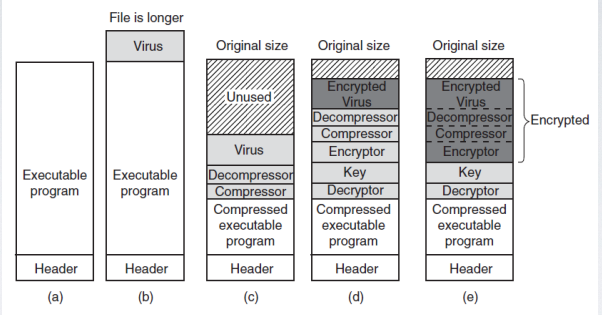 File is longer
Virus
Executable
program
Header
(a)
Executable
program
Header
(b)
Original size
Unused
Virus
Decompressor
Compressor
Compressed
executable
program
Header
(c)
Original size
Encrypted
Virus
Decompressor
Compressor
Encryptor
Key
Decryptor
Compressed
executable
program
Header
(d)
Original size
Encrypted
Virus
Decompressor
Compressor
Encryptor
Key
Decryptor
Compressed
executable
program
Header
(e)
Encrypted